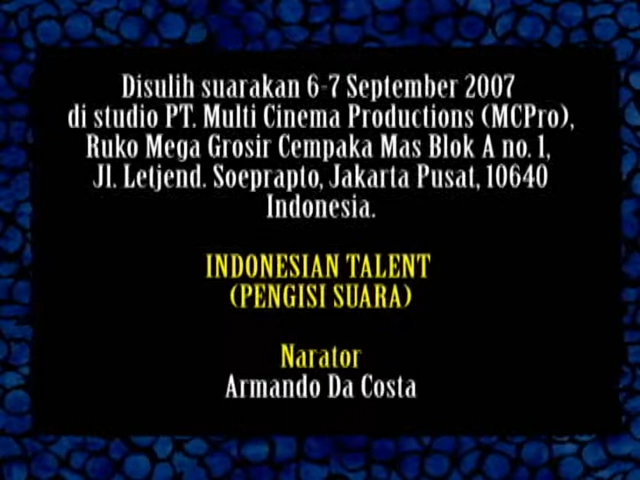 Disulih suarakan 6-7 September 2007
di studio PT. Multi Cinema Productions (MCPro),
Ruko Mega Grosir Cempaka Mas Blok A no. 1,
Jl. Letjend. Soeprapto, Jakarta Pusat, 10640
Indonesia.
INDONESIAN TALENT
(PENGISI SUARA)
Narator
Armando Da Costa